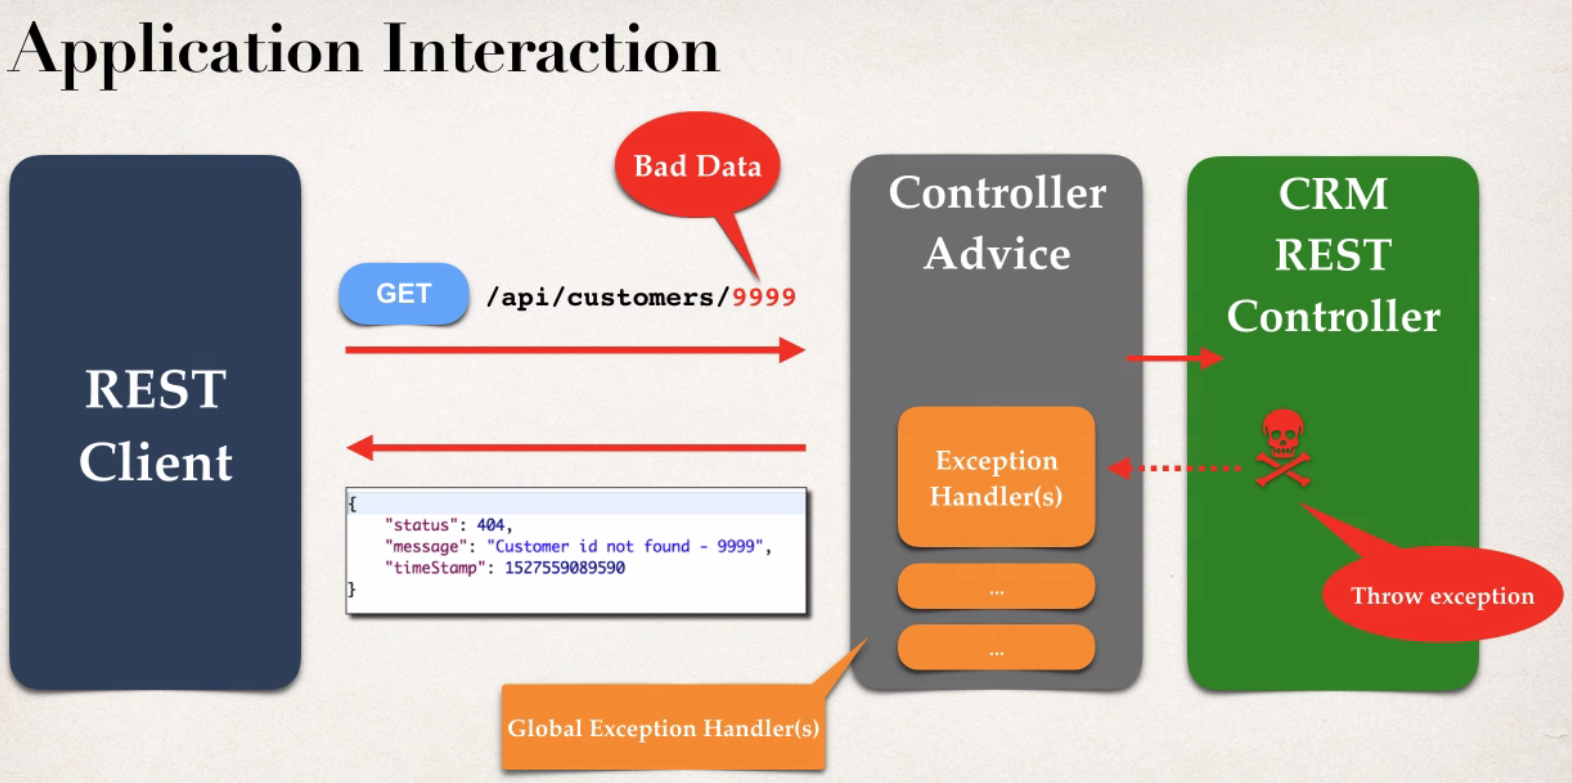 Application Interaction
Bad Data
GET /api/customers/9999
REST
Client
{
"status": 404,
"message": "Customer id not found - 9999",
"timeStamp": 1527559089590
}
Controller
Advice
Exception
Handler(s)
...
...
Global Exception Handler(s)
CRM
REST
Controller
Throw exception